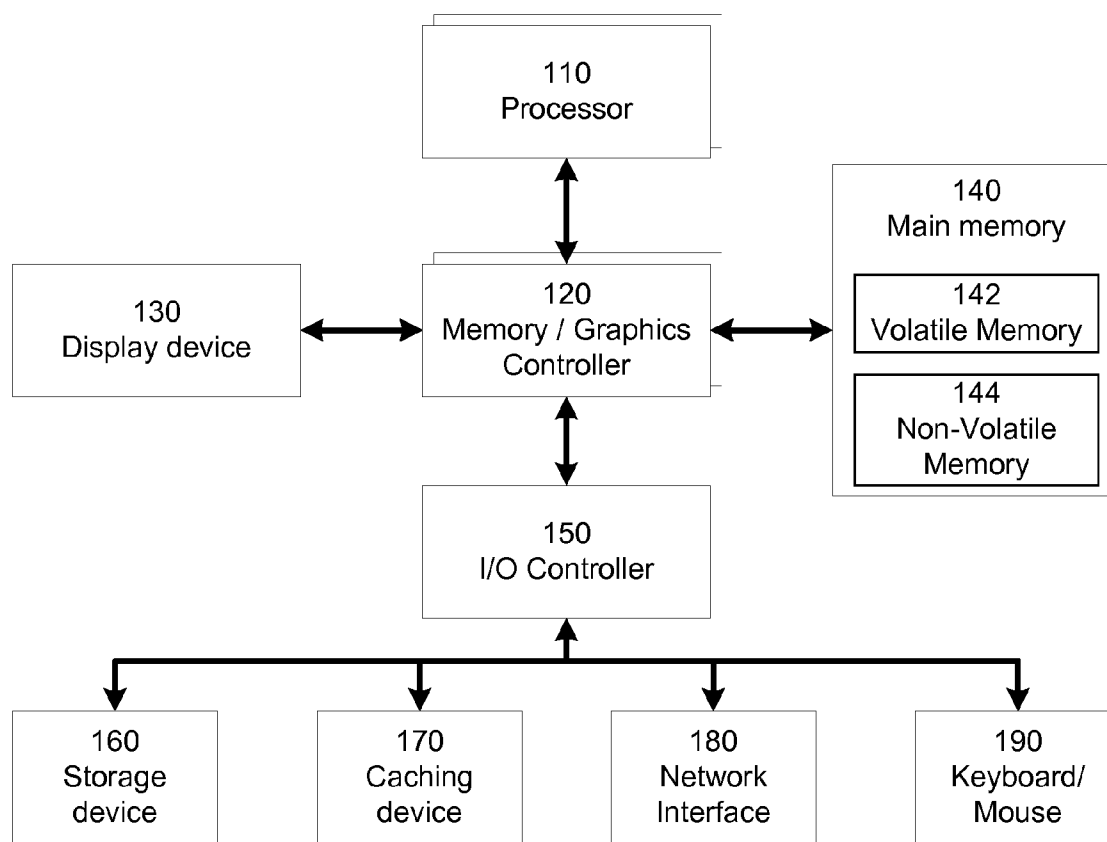 110
Processor
140
Main memory
142
Volatile Memory
144
Non-Volatile
Memory
120
Memory / Graphics
Controller
130
Display device
150
I/O Controller
160
Storage
device
170
Caching
device
180
Network
Interface
190
Keyboard/
Mouse